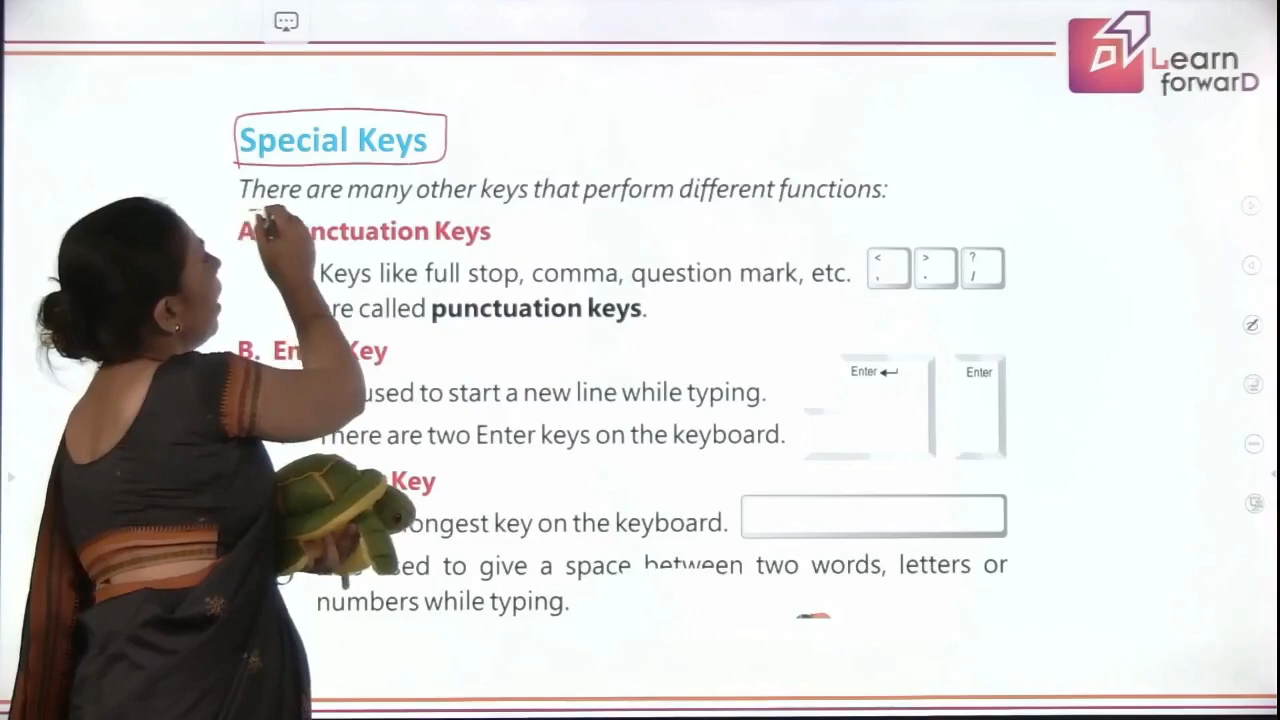 Learn
forwarD
Special Keys
There are many other keys that perform different functions:
A nctuation Keys
Keys like full stop, comma, question mark, etc.
< , > . ? /
re called punctuation keys.
B. En Key
Enter Enter
used to start a new line while typing.
here are two Enter keys on the keyboard.
Key
longest key on the keyboard.
sed to give a space between two words, letters or
numbers while typing.